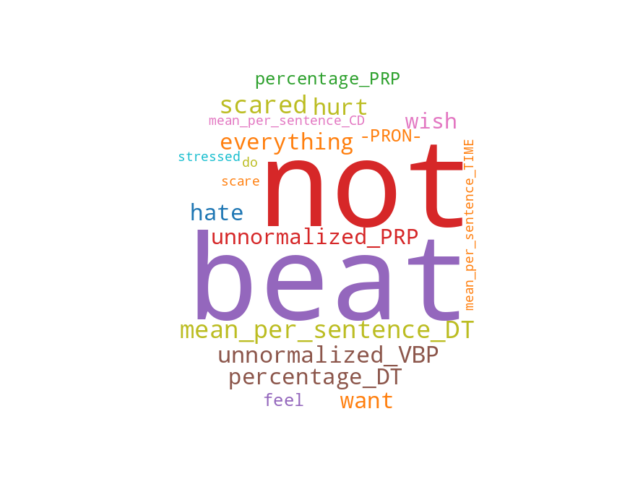 percentage_PRP
scared hurt
mean_per_sentence_CD wish
everything -PRON-
stressed do
not
scare
mean_per_sentence_TIME
hate
unnormalized_PRP
beat
mean_per_sentence_DT
unnormalized_VBP
percentage_DT
feel want